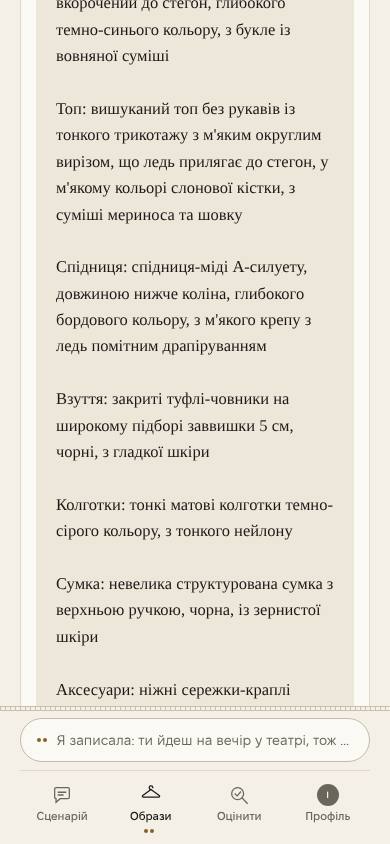 вкорочений до стегон, глибокого
темно-синього кольору, з букле із
вовняної суміші
Топ: вишуканий топ без рукавів із
тонкого трикотажу з м'яким округлим
вирізом, що ледь прилягає до стегон, у
м'якому кольорі слонової кістки, з
суміші мериноса та шовку
Спідниця: спідниця-міді А-силуету,
довжиною нижче коліна, глибокого
бордового кольору, з м'якого крепу з
ледь помітним драпіруванням
Взуття: закриті туфлі-човники на
широкому підборі заввишки 5 см,
чорні, з гладкої шкіри
Колготки: тонкі матові колготки темно-
сірого кольору, з тонкого нейлону
Сумка: невелика структурована сумка з
верхньою ручкою, чорна, із зернистої
шкіри
Аксесуари: ніжні сережки-краплі
Я записала: ти йдеш на вечір у театрі, тож ...
Сценарій
Образи
Оцінити
І
Профіль